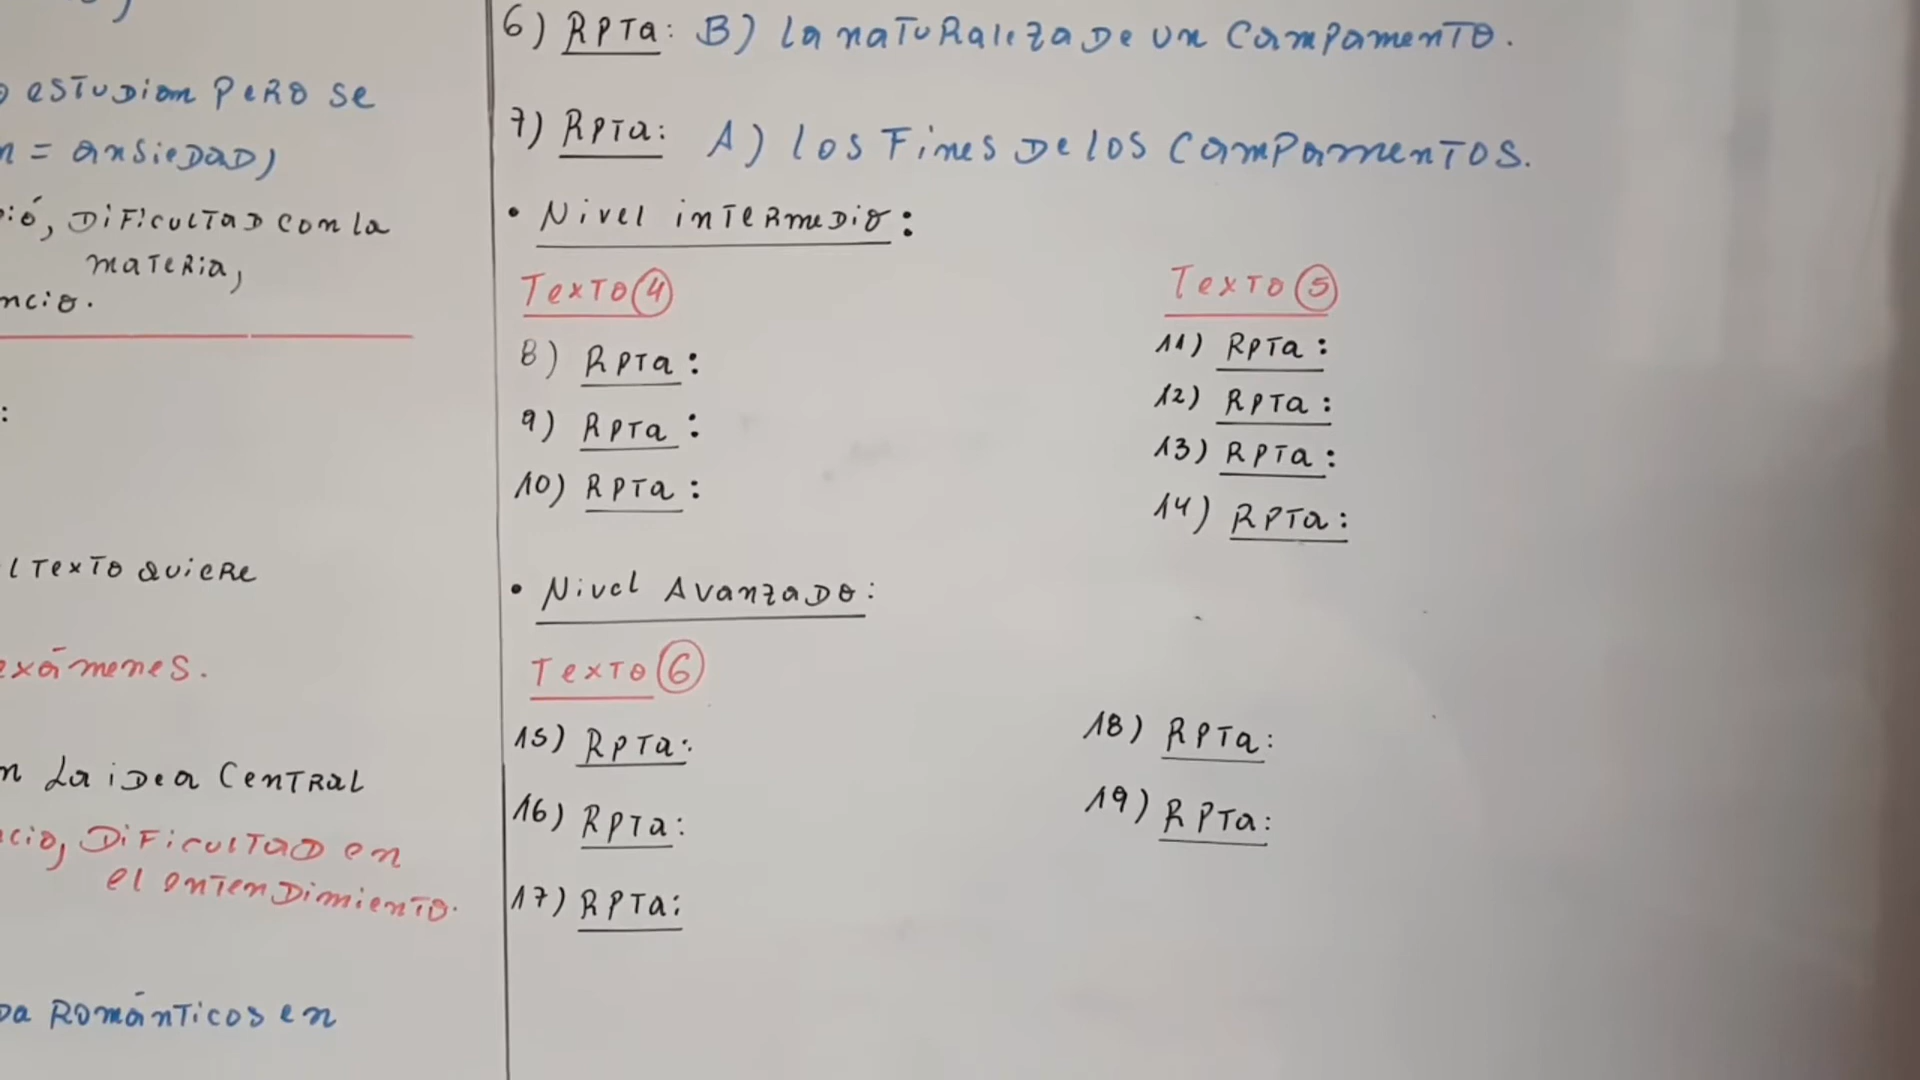 estudian pero se
= ansiedad)
dificultad con la
materia,
:
l texto quiere
exámenes.
la idea central
dificultad en
el entendimiento.
románticos en
6) Rpta: B) la naturaleza de un campamento.
7) Rpta: A) los fines de los campamentos.
• Nivel intermedio:
Texto 4
8) Rpta:
9) Rpta:
10) Rpta:
Texto 5
11) Rpta:
12) Rpta:
13) Rpta:
14) Rpta:
• Nivel Avanzado:
Texto 6
15) Rpta:
16) Rpta:
17) Rpta:
18) Rpta:
19) Rpta: